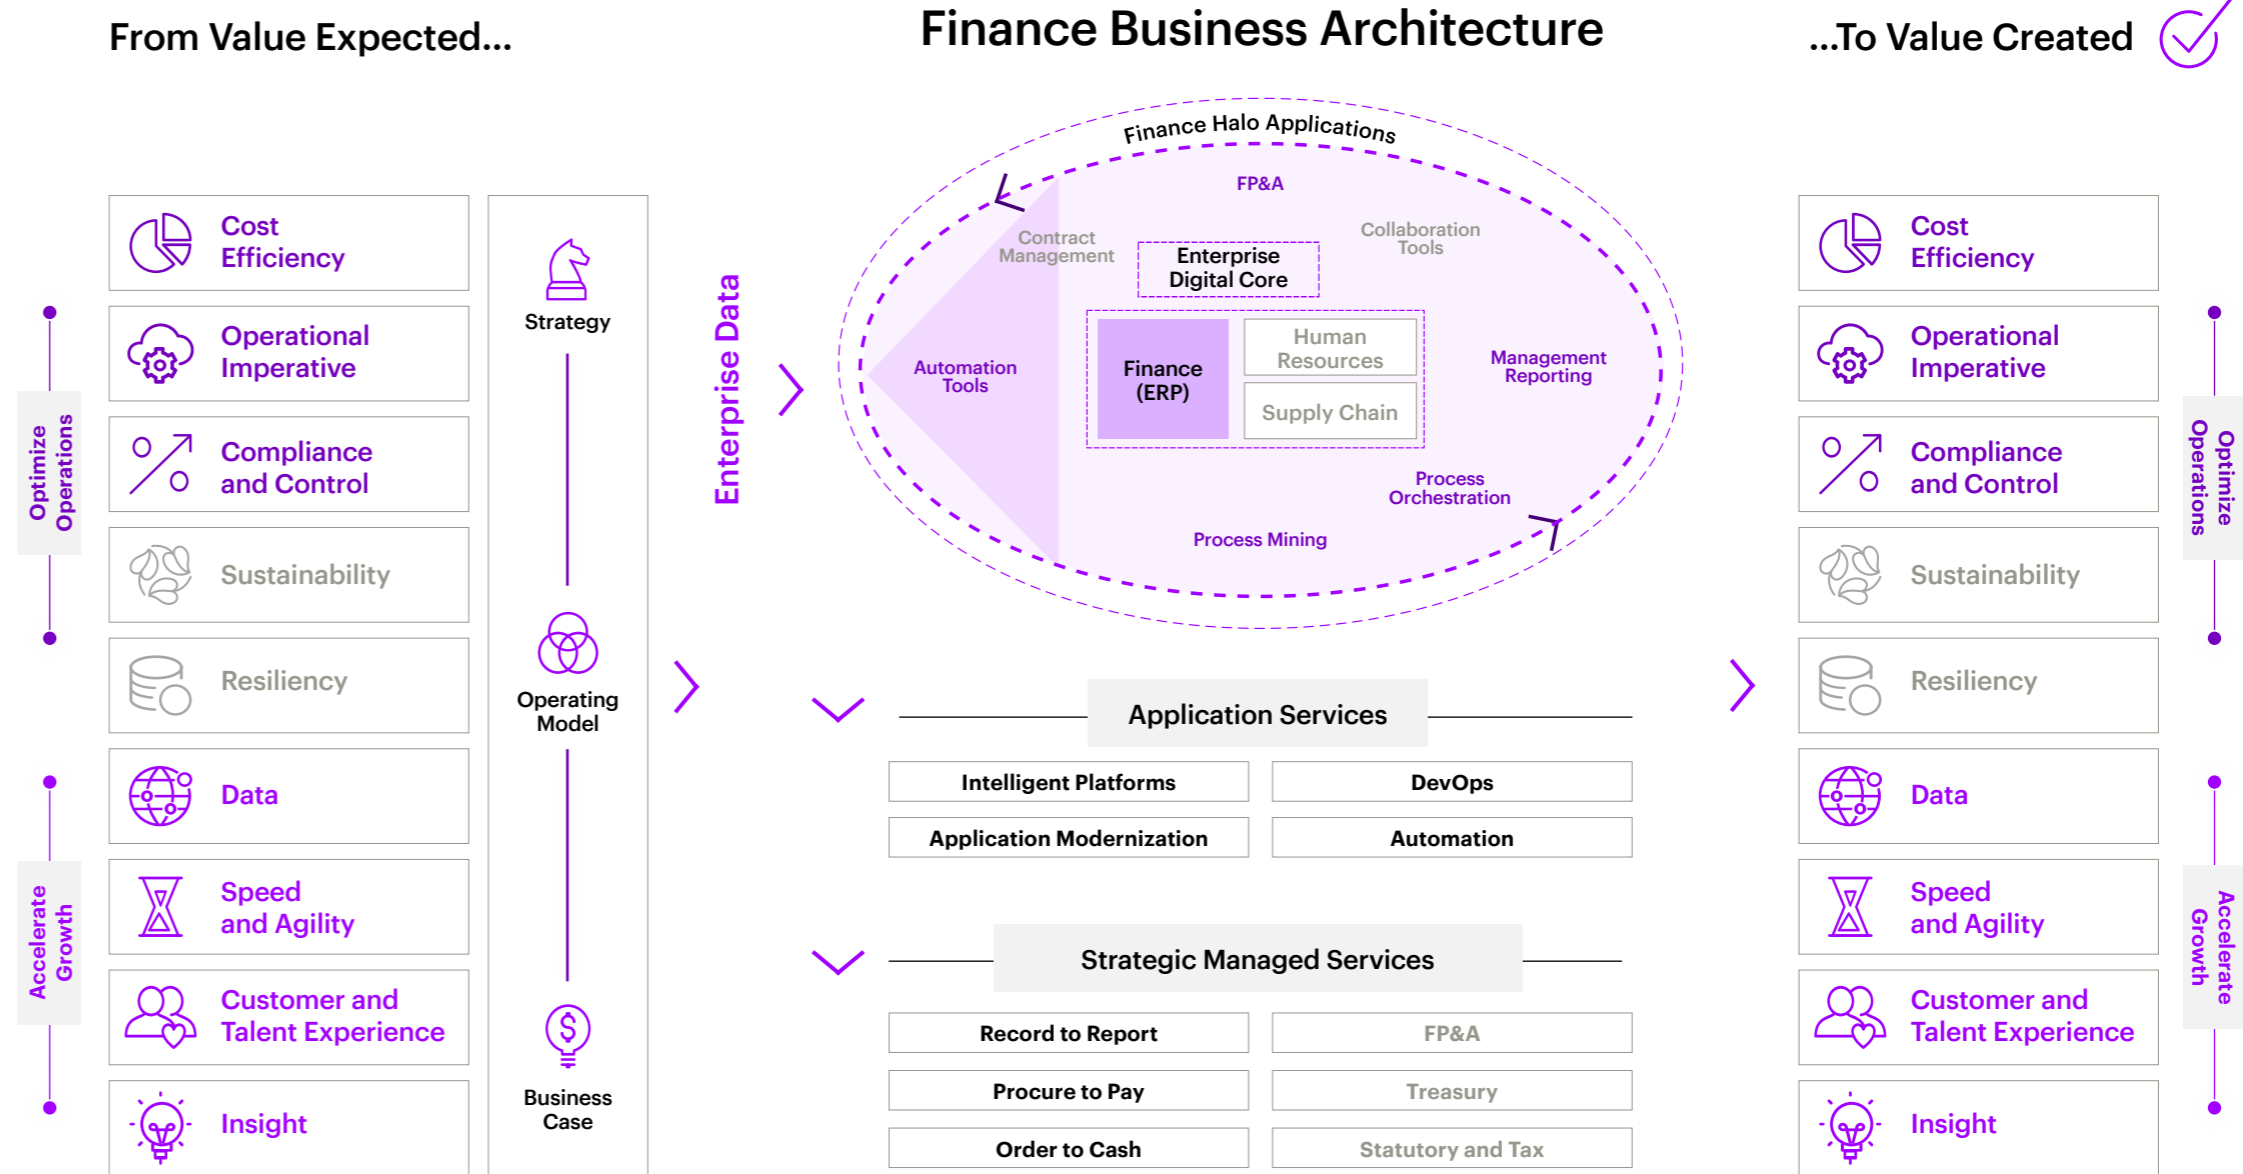 From Value Expected...
Finance Business Architecture
...To Value Created
Optimize
Operations
Accelerate
Growth
Cost
Efficiency
Operational
Imperative
Compliance
and Control
Sustainability
Resiliency
Data
Speed
and Agility
Customer and
Talent Experience
Insight
Strategy
Operating
Model
Business
Case
Enterprise Data
Finance Halo Applications
FP&A
Contract
Management
Collaboration
Tools
Enterprise
Digital Core
Automation
Tools
Finance
(ERP)
Human
Resources
Supply Chain
Management
Reporting
Process
Orchestration
Process Mining
Application Services
Intelligent Platforms
DevOps
Application Modernization
Automation
Strategic Managed Services
Record to Report
FP&A
Procure to Pay
Treasury
Order to Cash
Statutory and Tax
Cost
Efficiency
Operational
Imperative
Compliance
and Control
Sustainability
Resiliency
Data
Speed
and Agility
Customer and
Talent Experience
Insight
Optimize
Operations
Accelerate
Growth